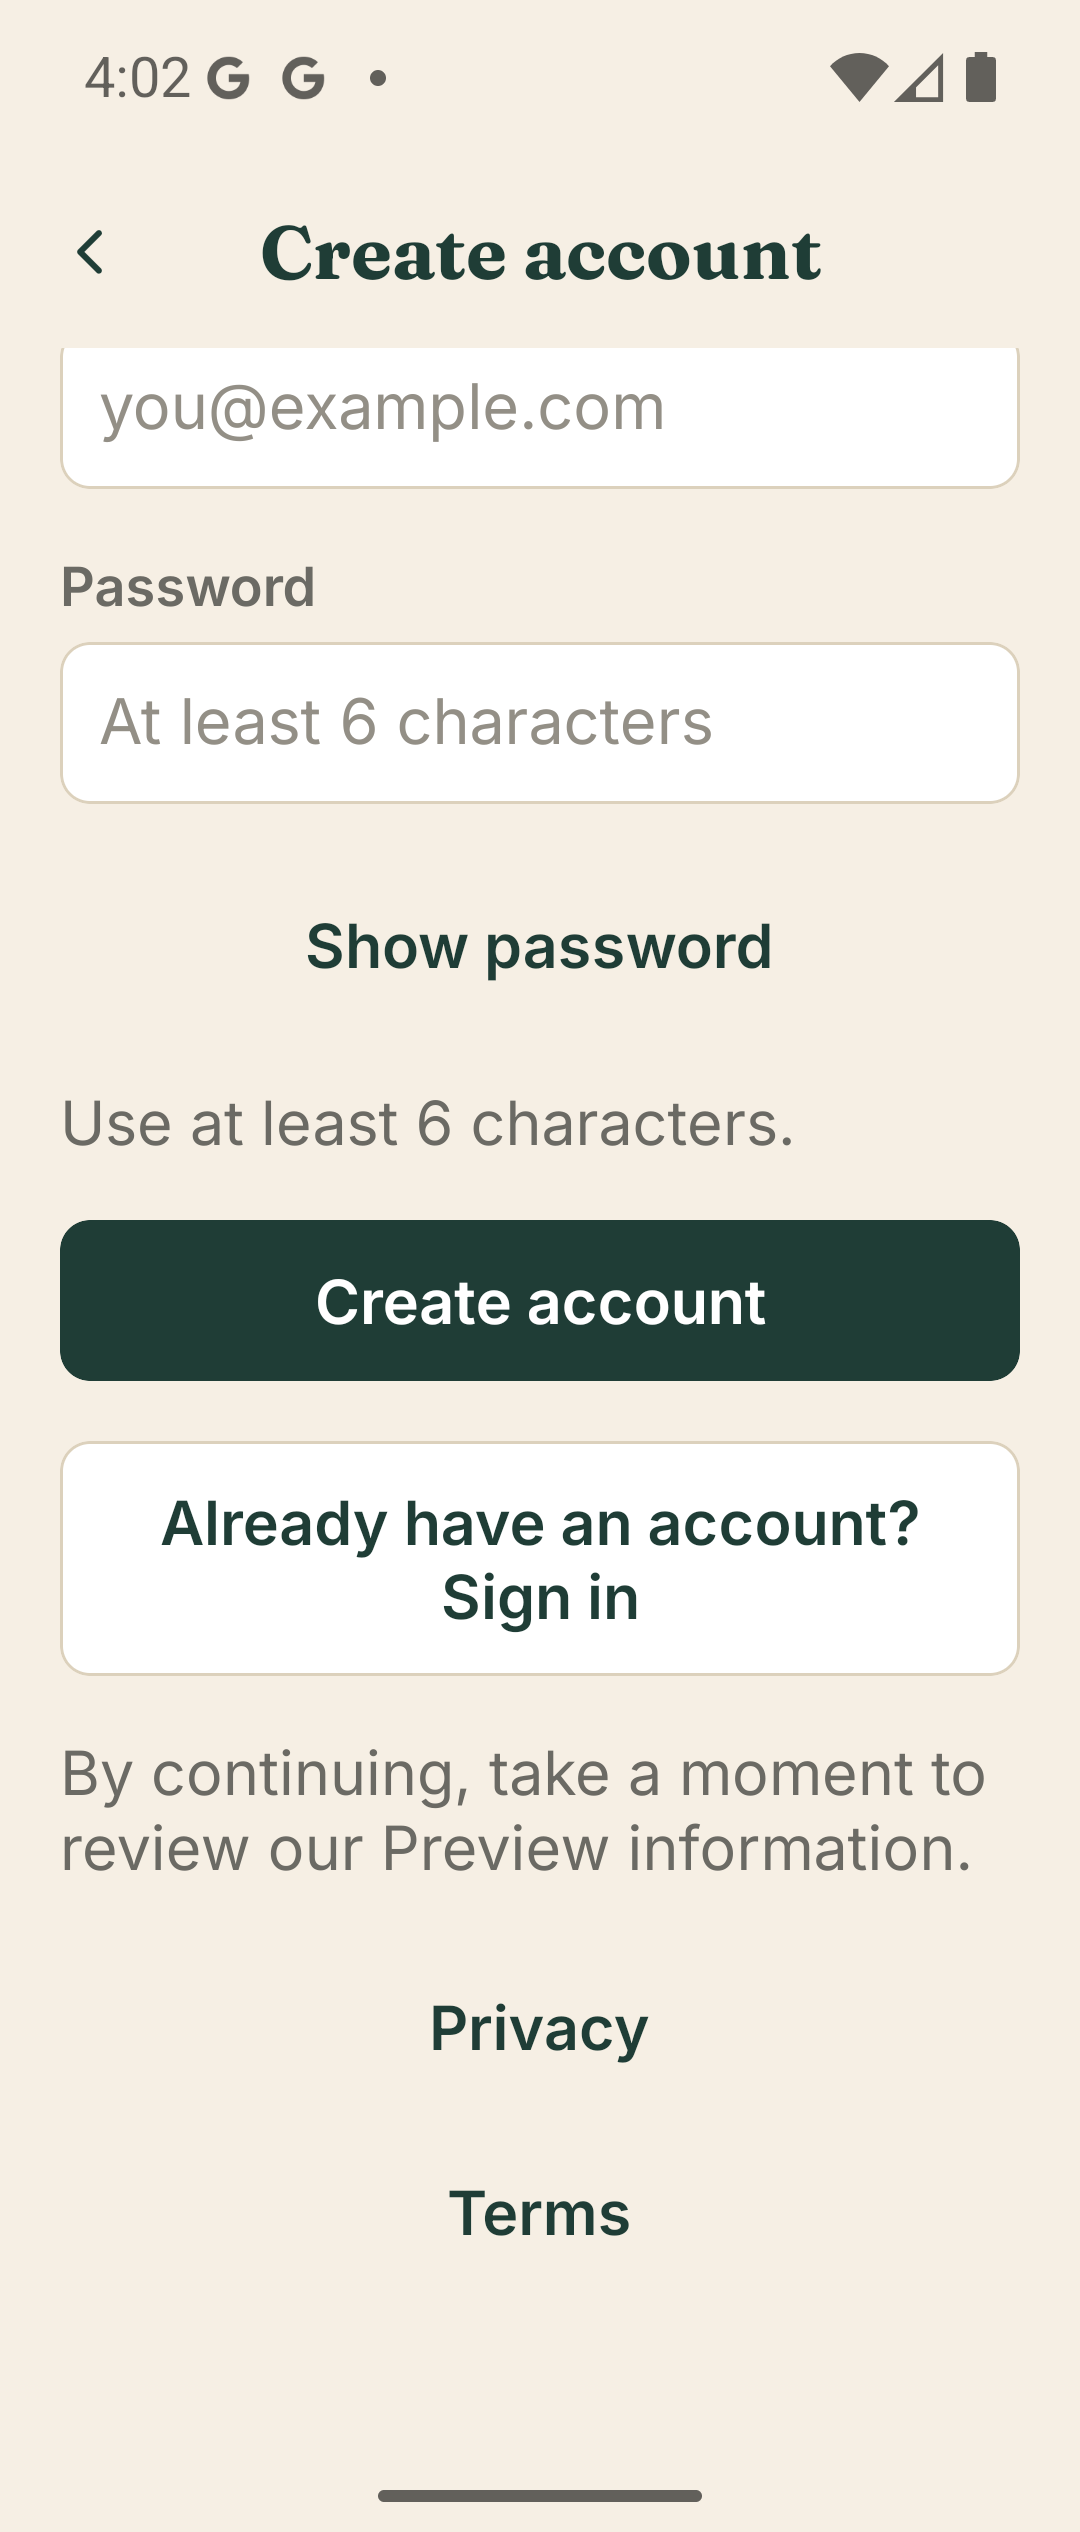 4:02
Create account
you@example.com
Password
At least 6 characters
Show password
Use at least 6 characters.
Create account
Already have an account?
Sign in
By continuing, take a moment to
review our Preview information.
Privacy
Terms